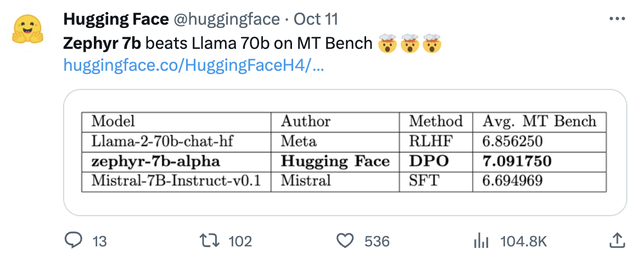 Hugging Face @huggingface · Oct 11
Zephyr 7b beats Llama 70b on MT Bench 🤯🤯🤯
huggingface.co/HuggingFaceH4/...
Model Author Method Avg. MT Bench
Llama-2-70b-chat-hf Meta RLHF 6.856250
zephyr-7b-alpha Hugging Face DPO 7.091750
Mistral-7B-Instruct-v0.1 Mistral SFT 6.694969
13 102 536 104.8K